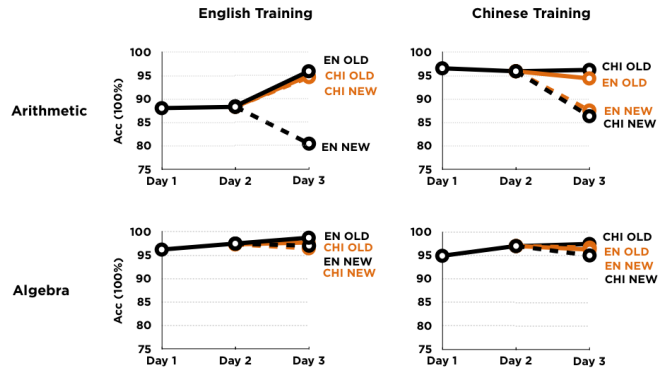 English Training
Chinese Training
Arithmetic
Acc (100%)
100
95
90
85
80
75
Day 1 Day 2 Day 3
EN OLD
CHI OLD
CHI NEW
EN NEW
Acc (100%)
100
95
90
85
80
75
Day 1 Day 2 Day 3
CHI OLD
EN OLD
EN NEW
CHI NEW
Algebra
Acc (100%)
100
95
90
85
80
75
Day 1 Day 2 Day 3
EN OLD
CHI OLD
EN NEW
CHI NEW
Acc (100%)
100
95
90
85
80
75
Day 1 Day 2 Day 3
CHI OLD
EN OLD
EN NEW
CHI NEW